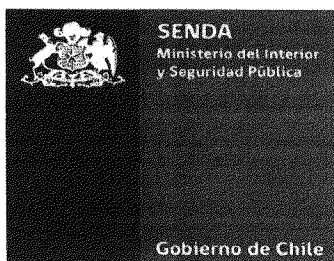 SENDA
Ministerio del Interior
y Seguridad Pública
Gobierno de Chile